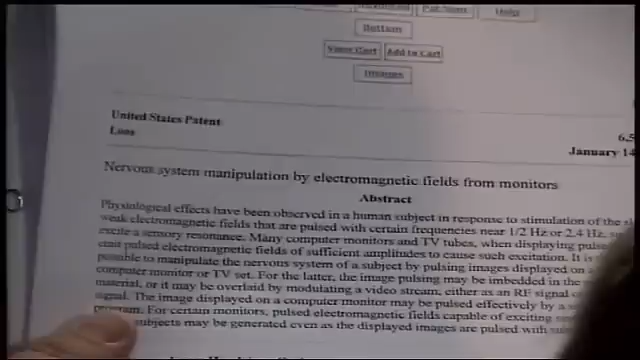 Pat Num Help
Bottom
View Cart Add to Cart
Images
United States Patent 6,5
Loos January 14
Nervous system manipulation by electromagnetic fields from monitors
Abstract
Physiological effects have been observed in a human subject in response to stimulation of the
weak electromagnetic fields that are pulsed with certain frequencies near 1/2 Hz or 2.4 Hz,
excite a sensory resonance. Many computer monitors and TV tubes, when displaying pulse
emit pulsed electromagnetic fields of sufficient amplitudes to cause such excitation. It is
possible to manipulate the nervous system of a subject by pulsing images displayed on a
computer monitor or TV set. For the latter, the image pulsing may be imbedded in the
material, or it may be overlaid by modulating a video stream, either as an RF signal
signal. The image displayed on a computer monitor may be pulsed effectively by a
program. For certain monitors, pulsed electromagnetic fields capable of exciting
subjects may be generated even as the displayed images are pulsed with